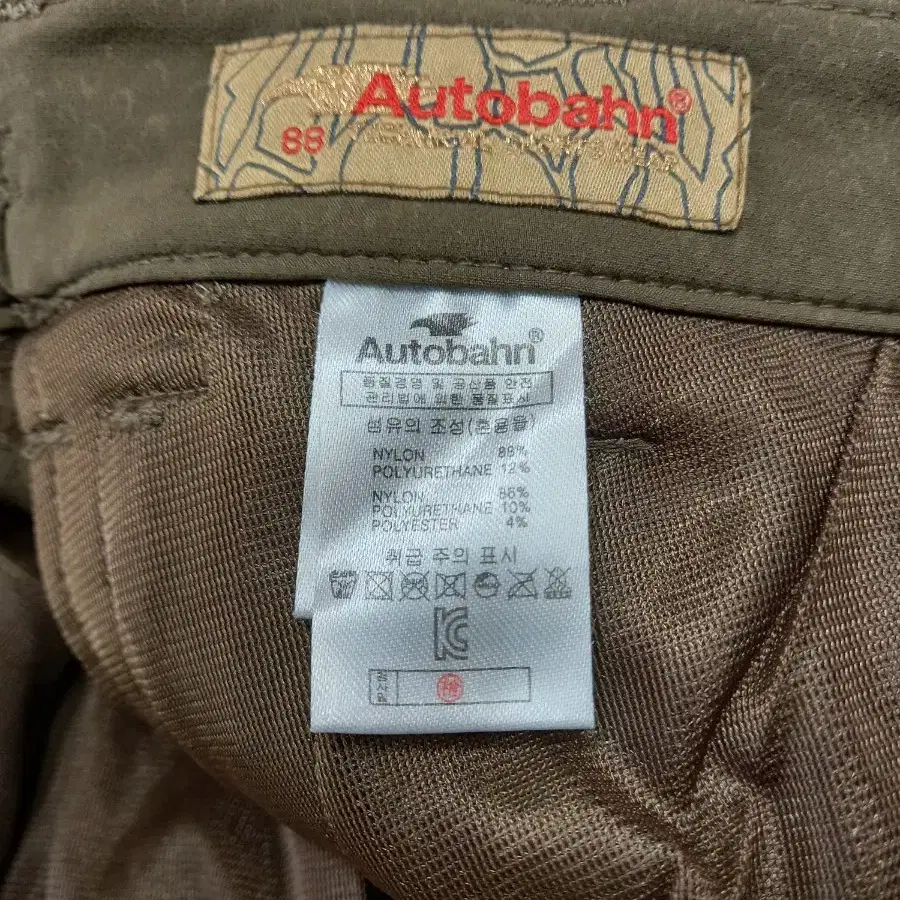 Autobahn®
88
Autobahn®
품질경영 및 공산품 안전
관리법에 의한 품질표시
섬유의 조성(혼용율)
NYLON 88%
POLYURETHANE 12%
NYLON 86%
POLYURETHANE 10%
POLYESTER 4%
취급 주의 표시